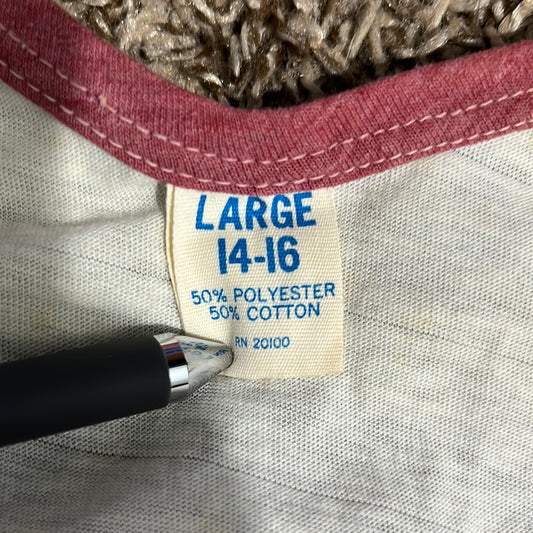 LARGE
14-16
50% POLYESTER
50% COTTON
RN 20100